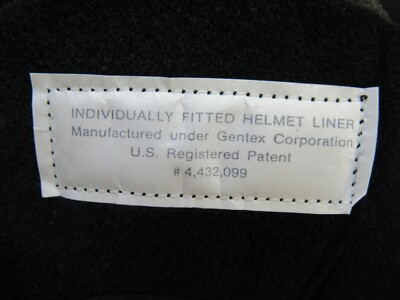 INDIVIDUALLY FITTED HELMET LINER
Manufactured under Gentex Corporation
U.S. Registered Patent
# 4,432,099